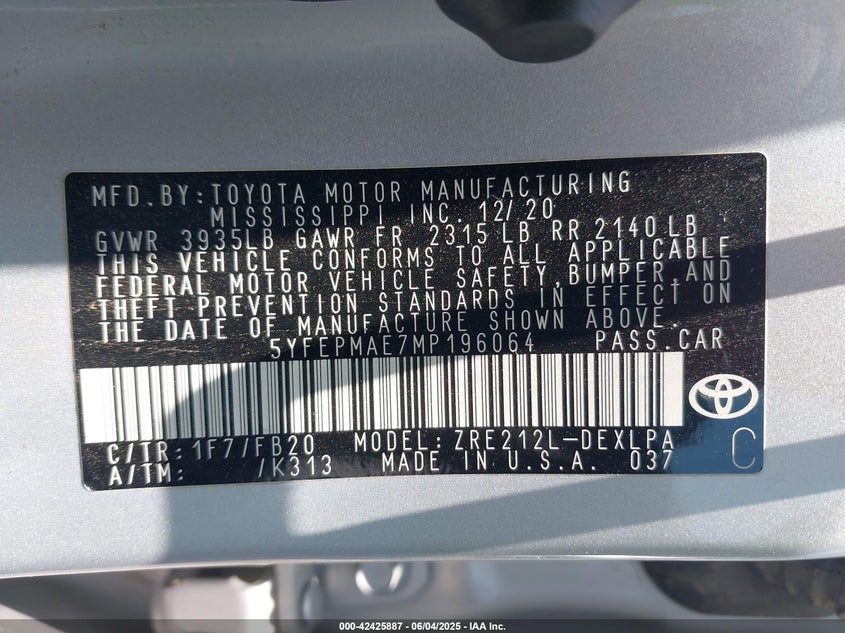 MFD.BY:TOYOTA MOTOR MANUFACTURING
MISSISSIPPI INC. 12/20
GVWR 3935LB GAWR FR 2315 LB RR 2140 LB
THIS VEHICLE CONFORMS TO ALL APPLICABLE
FEDERAL MOTOR VEHICLE SAFETY,BUMPER,AND
THEFT PREVENTION STANDARDS IN EFFECT ON
THE DATE OF MANUFACTURE SHOWN ABOVE.
5YFEPMAE7MP196064 PASS.CAR
C/TR:1F7/FB20 MODEL:ZRE212L-DEXLPA
A/TM: /K313 MADE IN U.S.A. 037 C
000-42425887 - 06/04/2025 - IAA Inc.